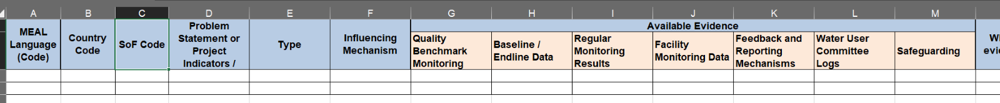 A B C D E F G H I J K L M
MEAL
Language
(Code)
Country
Code
SoF Code
Problem
Statement or
Project
Indicators /
Type
Influencing
Mechanism
Available Evidence
Quality
Benchmark
Monitoring
Baseline /
Endline Data
Regular
Monitoring
Results
Facility
Monitoring Data
Feedback and
Reporting
Mechanisms
Water User
Committee
Logs
Safeguarding